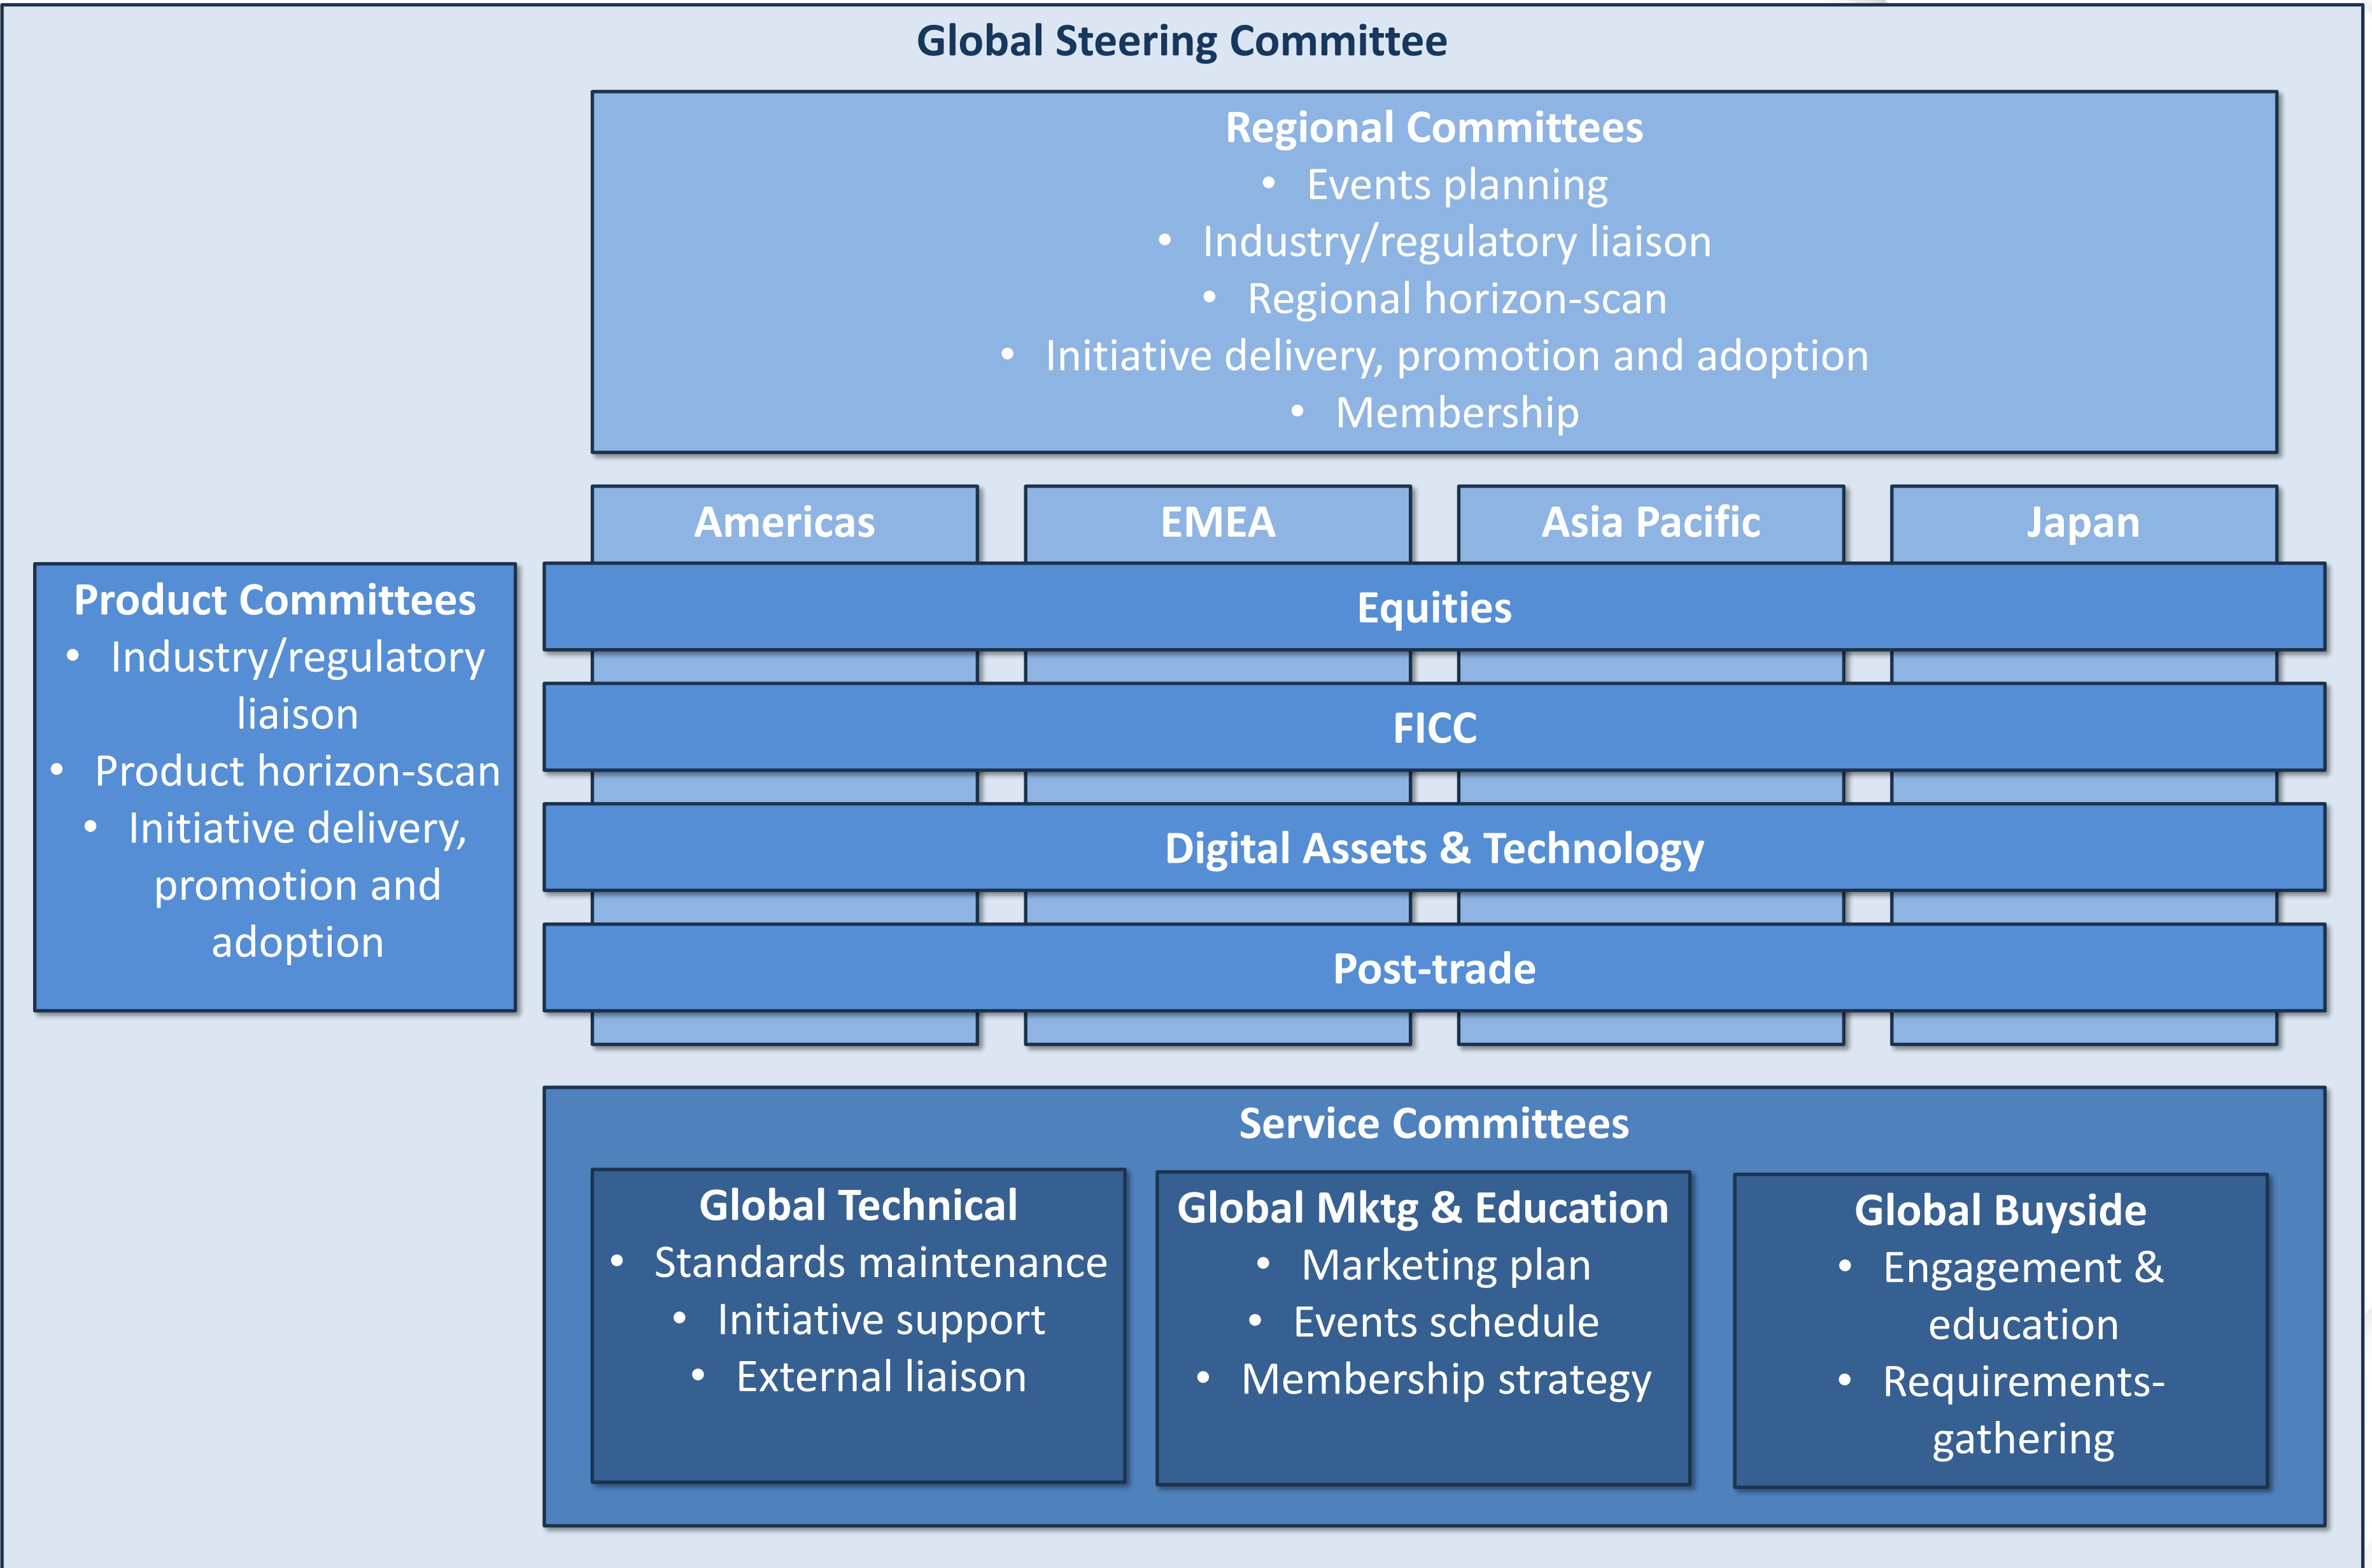 Global Steering Committee
Regional Committees
• Events planning
• Industry/regulatory liaison
• Regional horizon-scan
• Initiative delivery, promotion and adoption
• Membership
Americas
EMEA
Asia Pacific
Japan
Product Committees
• Industry/regulatory
liaison
• Product horizon-scan
• Initiative delivery,
promotion and
adoption
Equities
FICC
Digital Assets & Technology
Post-trade
Service Committees
Global Technical
• Standards maintenance
• Initiative support
• External liaison
Global Mktg & Education
• Marketing plan
• Events schedule
• Membership strategy
Global Buyside
• Engagement &
education
• Requirements-
gathering